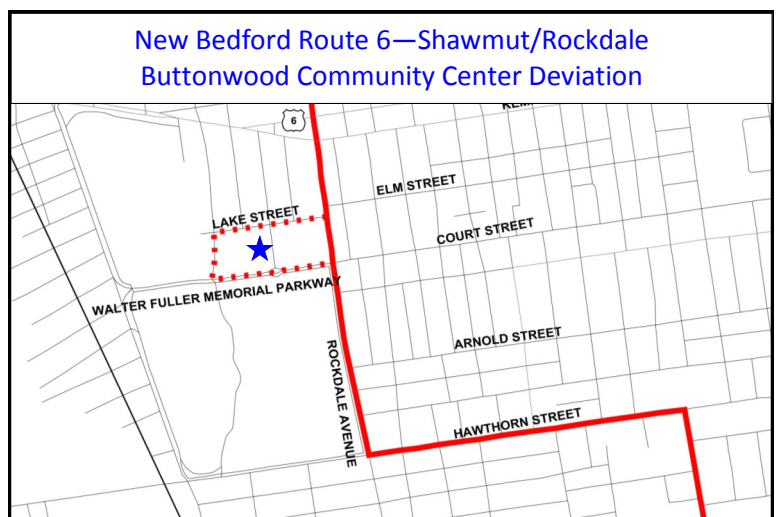 New Bedford Route 6—Shawmut/Rockdale
Buttonwood Community Center Deviation
6
ELM STREET
LAKE STREET
COURT STREET
WALTER FULLER MEMORIAL PARKWAY
ARNOLD STREET
ROCKDALE AVENUE
HAWTHORN STREET